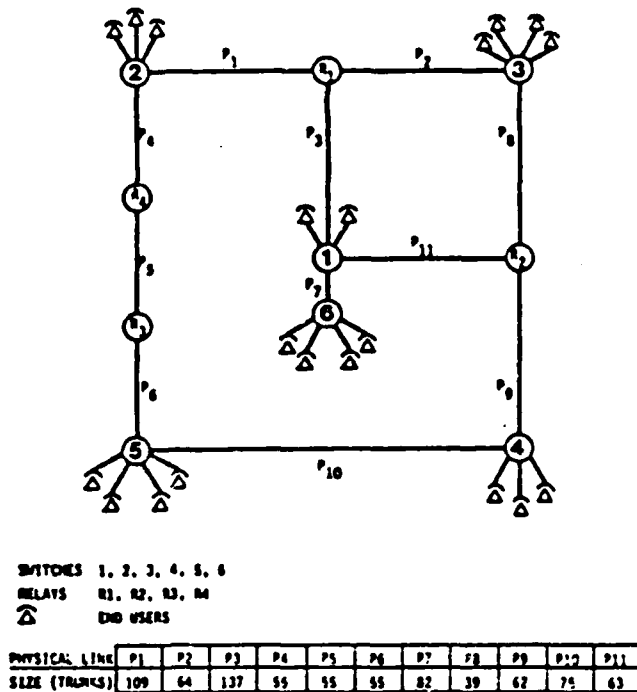 2 P1 R1 P2 3
P4 P3 P8
R4
1 P11 R2
P5
P7
6
R3
P6 P9
5 P10 4
SWITCHES 1, 2, 3, 4, 5, 6
RELAYS R1, R2, R3, R4
END USERS
PHYSICAL LINK P1 P2 P3 P4 P5 P6 P7 P8 P9 P10 P11
SIZE (TRUNKS) 109 64 137 55 55 55 82 39 62 75 63